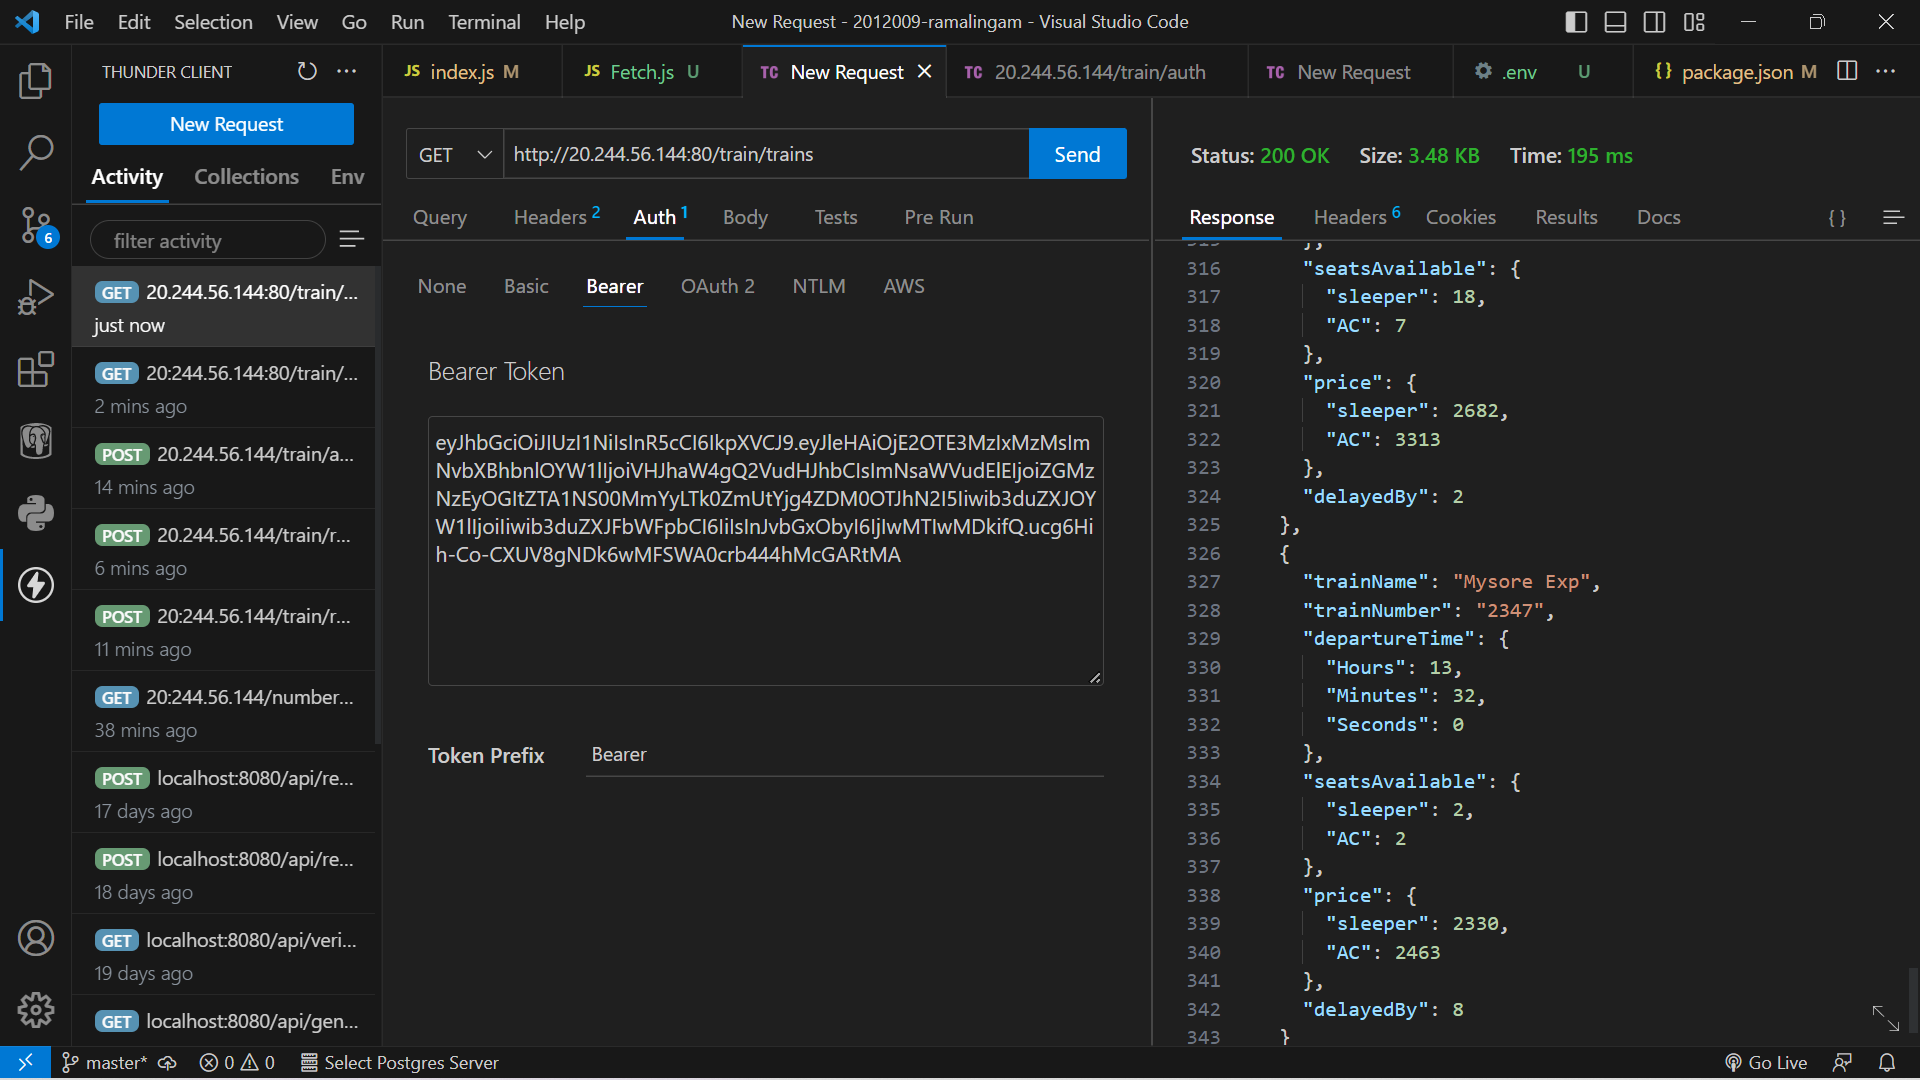 File Edit Selection View Go Run Terminal Help
New Request - 2012009-ramalingam - Visual Studio Code
THUNDER CLIENT
New Request
Activity Collections Env
filter activity
GET 20.244.56.144:80/train/...
just now
GET 20:244.56.144:80/train/...
2 mins ago
POST 20.244.56.144/train/a...
14 mins ago
POST 20.244.56.144/train/r...
6 mins ago
POST 20:244.56.144/train/r...
11 mins ago
GET 20:244.56.144/number...
38 mins ago
POST localhost:8080/api/re...
17 days ago
POST localhost:8080/api/re...
18 days ago
GET localhost:8080/api/veri...
19 days ago
GET localhost:8080/api/gen...
6
JS index.js M
JS Fetch.js U
TC New Request
TC 20.244.56.144/train/auth
TC New Request
.env U
{} package.json M
GET http://20.244.56.144:80/train/trains Send
Query Headers 2 Auth 1 Body Tests Pre Run
None Basic Bearer OAuth 2 NTLM AWS
Bearer Token
eyJhbGciOiJIUzI1NiIsInR5cCI6IkpXVCJ9.eyJleHAiOjE2OTE3MzIxMzMsIm
NvbXBhbnlOYW1lIjoiVHJhaW4gQ2VudHJhbCIsImNsaWVudElEIjoiZGMz
NzEyOGItZTA1NS00MmYyLTk0ZmUtYjg4ZDM0OTJhN2I5Iiwib3duZXJOY
W1lIjoiIiwib3duZXJFbWFpbCI6IiIsInJvbGxObyI6IjIwMTIwMDkifQ.ucg6Hi
h-Co-CXUV8gNDk6wMFSWA0crb444hMcGARtMA
Token Prefix Bearer
Status: 200 OK Size: 3.48 KB Time: 195 ms
Response Headers 6 Cookies Results Docs { }
315 },
316 "seatsAvailable": {
317 "sleeper": 18,
318 "AC": 7
319 },
320 "price": {
321 "sleeper": 2682,
322 "AC": 3313
323 },
324 "delayedBy": 2
325 },
326 {
327 "trainName": "Mysore Exp",
328 "trainNumber": "2347",
329 "departureTime": {
330 "Hours": 13,
331 "Minutes": 32,
332 "Seconds": 0
333 },
334 "seatsAvailable": {
335 "sleeper": 2,
336 "AC": 2
337 },
338 "price": {
339 "sleeper": 2330,
340 "AC": 2463
341 },
342 "delayedBy": 8
343 }
master* 0 0 Select Postgres Server Go Live